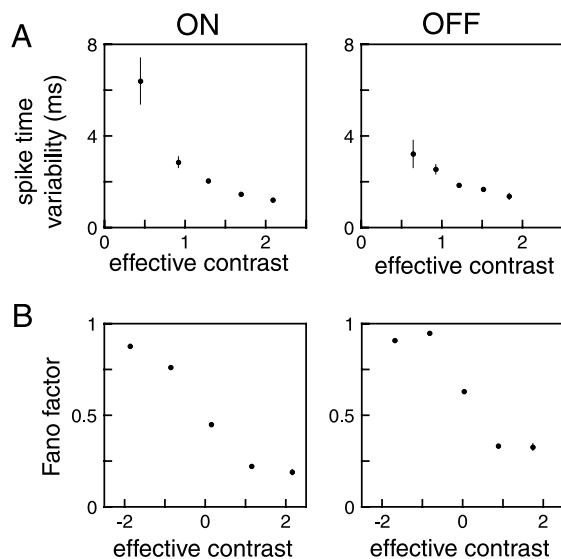 ON OFF
A
8
4
0
spike time
variability (ms)
0 1 2
effective contrast
8
4
0
0 1 2
effective contrast
B
1
0.5
0
Fano factor
-2 0 2
effective contrast
1
0.5
0
-2 0 2
effective contrast